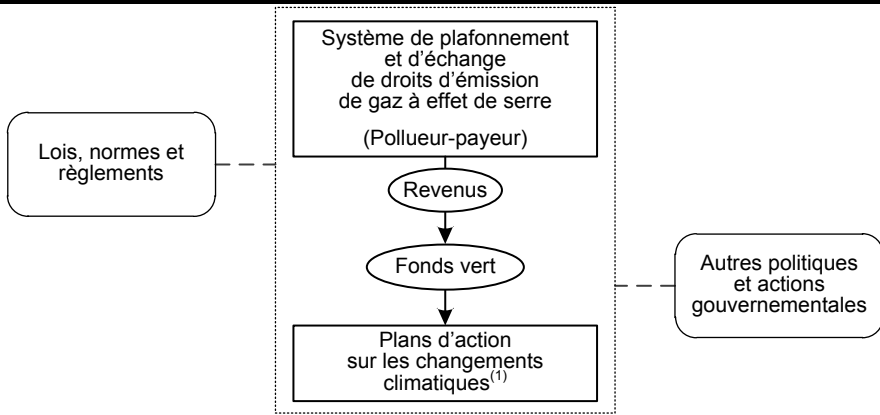 Système de plafonnement
et d’échange
de droits d’émission
de gaz à effet de serre
(Pollueur-payeur)
Lois, normes et
règlements
Revenus
Fonds vert
Autres politiques
et actions
gouvernementales
Plans d’action
sur les changements
climatiques(1)